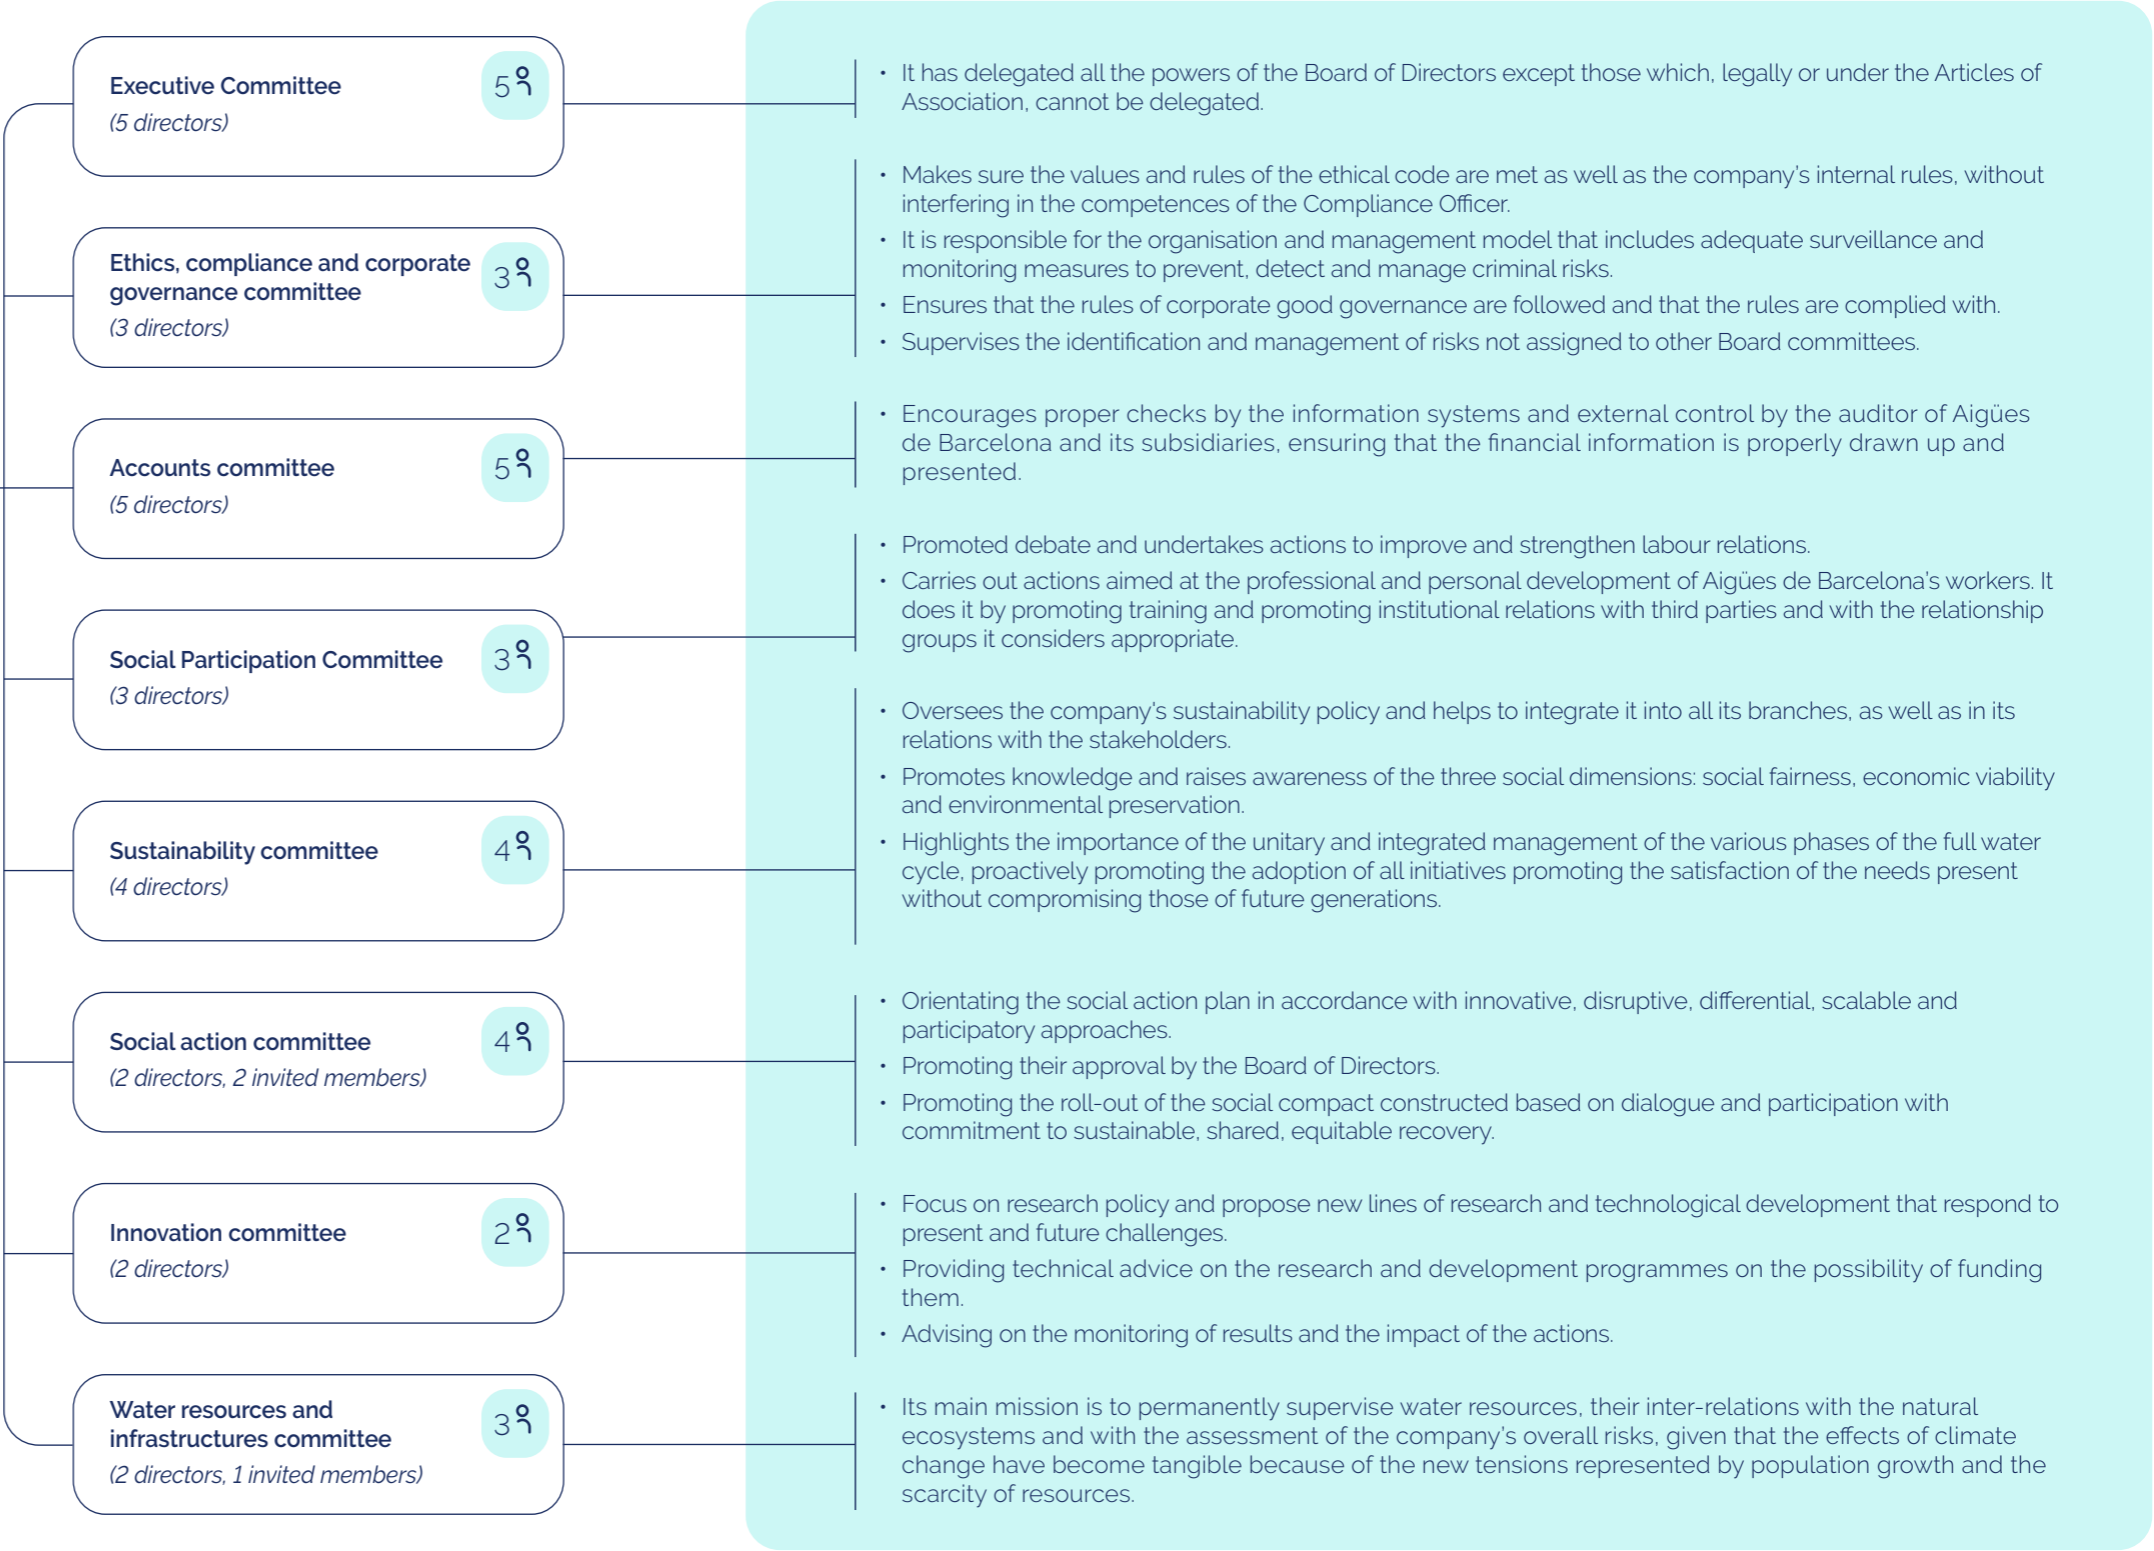 Executive Committee
(5 directors)
5
It has delegated all the powers of the Board of Directors except those which, legally or under the Articles of
Association, cannot be delegated.
Ethics, compliance and corporate
governance committee
(3 directors)
3
• Makes sure the values and rules of the ethical code are met as well as the company's internal rules, without
interfering in the competences of the Compliance Officer.
• It is responsible for the organisation and management model that includes adequate surveillance and
monitoring measures to prevent, detect and manage criminal risks.
• Ensures that the rules of corporate good governance are followed and that the rules are complied with.
• Supervises the identification and management of risks not assigned to other Board committees.
Accounts committee
(5 directors)
5
• Encourages proper checks by the information systems and external control by the auditor of Aigües
de Barcelona and its subsidiaries, ensuring that the financial information is properly drawn up and
presented.
Social Participation Committee
(3 directors)
3
• Promoted debate and undertakes actions to improve and strengthen labour relations.
• Carries out actions aimed at the professional and personal development of Aigües de Barcelona's workers. It
does it by promoting training and promoting institutional relations with third parties and with the relationship
groups it considers appropriate.
Sustainability committee
(4 directors)
4
• Oversees the company's sustainability policy and helps to integrate it into all its branches, as well as in its
relations with the stakeholders.
• Promotes knowledge and raises awareness of the three social dimensions: social fairness, economic viability
and environmental preservation.
• Highlights the importance of the unitary and integrated management of the various phases of the full water
cycle, proactively promoting the adoption of all initiatives promoting the satisfaction of the needs present
without compromising those of future generations.
Social action committee
(2 directors, 2 invited members)
4
• Orientating the social action plan in accordance with innovative, disruptive, differential, scalable and
participatory approaches.
• Promoting their approval by the Board of Directors.
• Promoting the roll-out of the social compact constructed based on dialogue and participation with
commitment to sustainable, shared, equitable recovery.
Innovation committee
(2 directors)
2
• Focus on research policy and propose new lines of research and technological development that respond to
present and future challenges.
• Providing technical advice on the research and development programmes on the possibility of funding
them.
• Advising on the monitoring of results and the impact of the actions.
Water resources and
infrastructures committee
(2 directors, 1 invited members)
3
• Its main mission is to permanently supervise water resources, their inter-relations with the natural
ecosystems and with the assessment of the company's overall risks, given that the effects of climate
change have become tangible because of the new tensions represented by population growth and the
scarcity of resources.